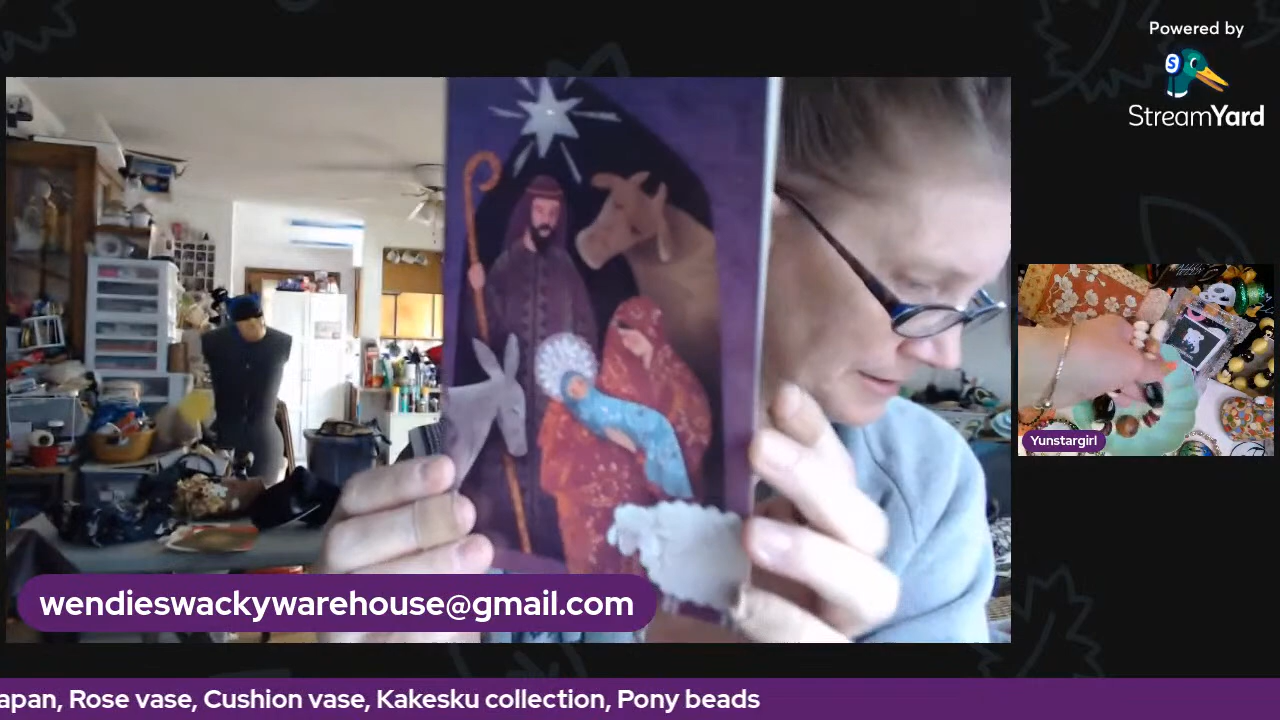 Powered by
StreamYard
Yunstargirl
wendieswackywarehouse@gmail.com
apan, Rose vase, Cushion vase, Kakesku collection, Pony beads